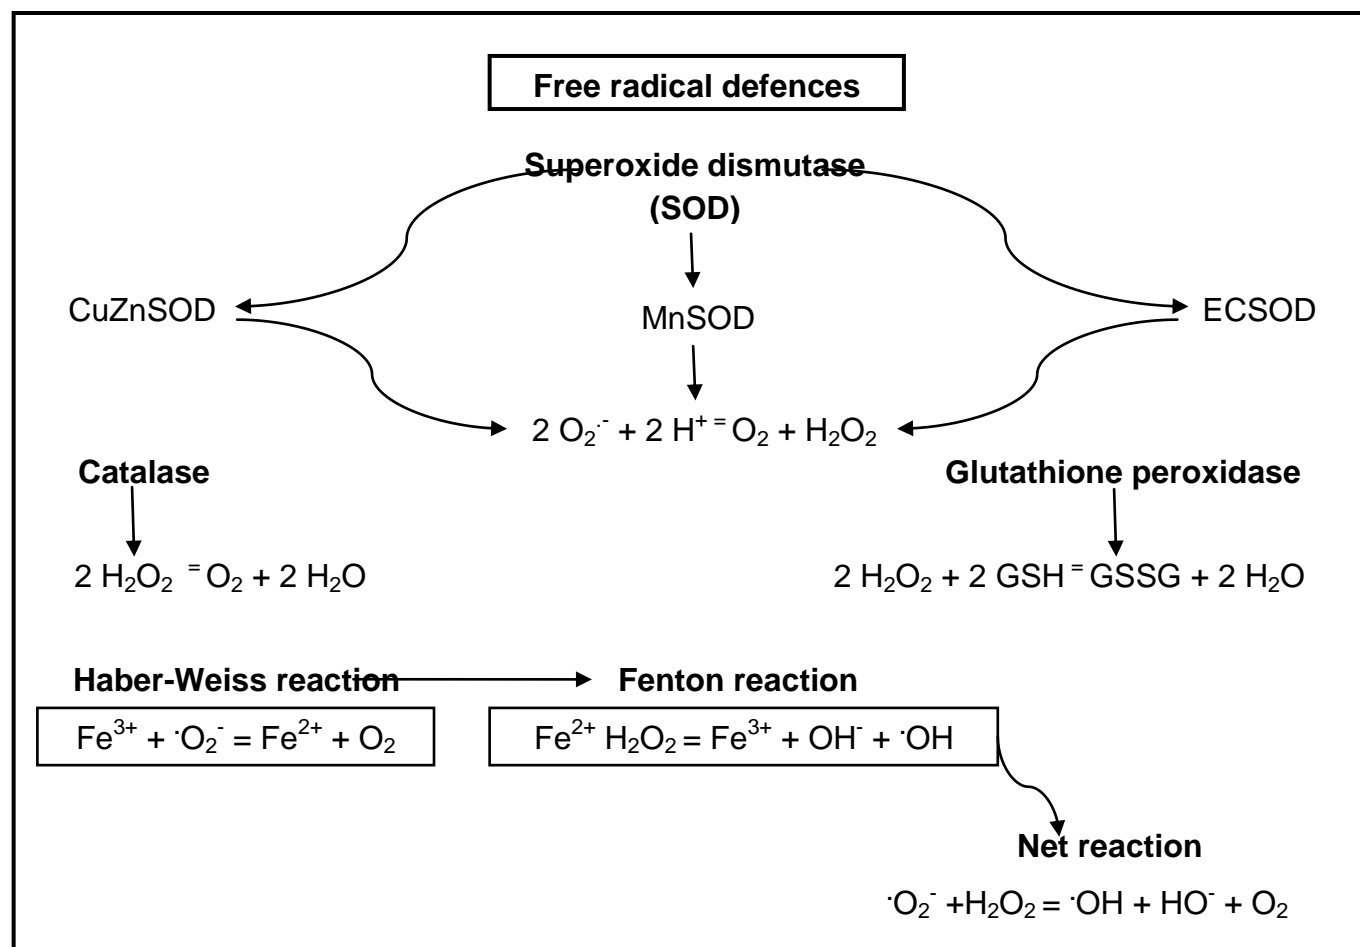 Free radical defences
Superoxide dismutase
(SOD)
CuZnSOD
MnSOD
ECSOD
2 O₂·⁻ + 2 H⁺ ⁼ O₂ + H₂O₂
Catalase
Glutathione peroxidase
2 H₂O₂ ⁼ O₂ + 2 H₂O
2 H₂O₂ + 2 GSH ⁼ GSSG + 2 H₂O
Haber-Weiss reaction
Fenton reaction
Fe³⁺ + ·O₂⁻ = Fe²⁺ + O₂
Fe²⁺ H₂O₂ = Fe³⁺ + OH⁻ + ·OH
Net reaction
·O₂⁻ +H₂O₂ = ·OH + HO⁻ + O₂